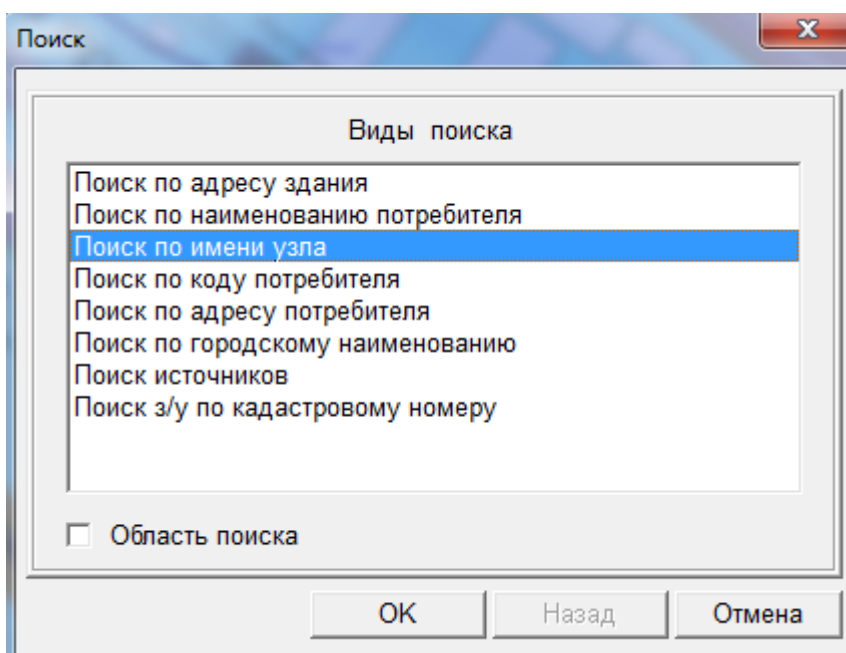 Поиск
Виды поиска
Поиск по адресу здания
Поиск по наименованию потребителя
Поиск по имени узла
Поиск по коду потребителя
Поиск по адресу потребителя
Поиск по городскому наименованию
Поиск источников
Поиск з/у по кадастровому номеру
Область поиска
OK Назад Отмена